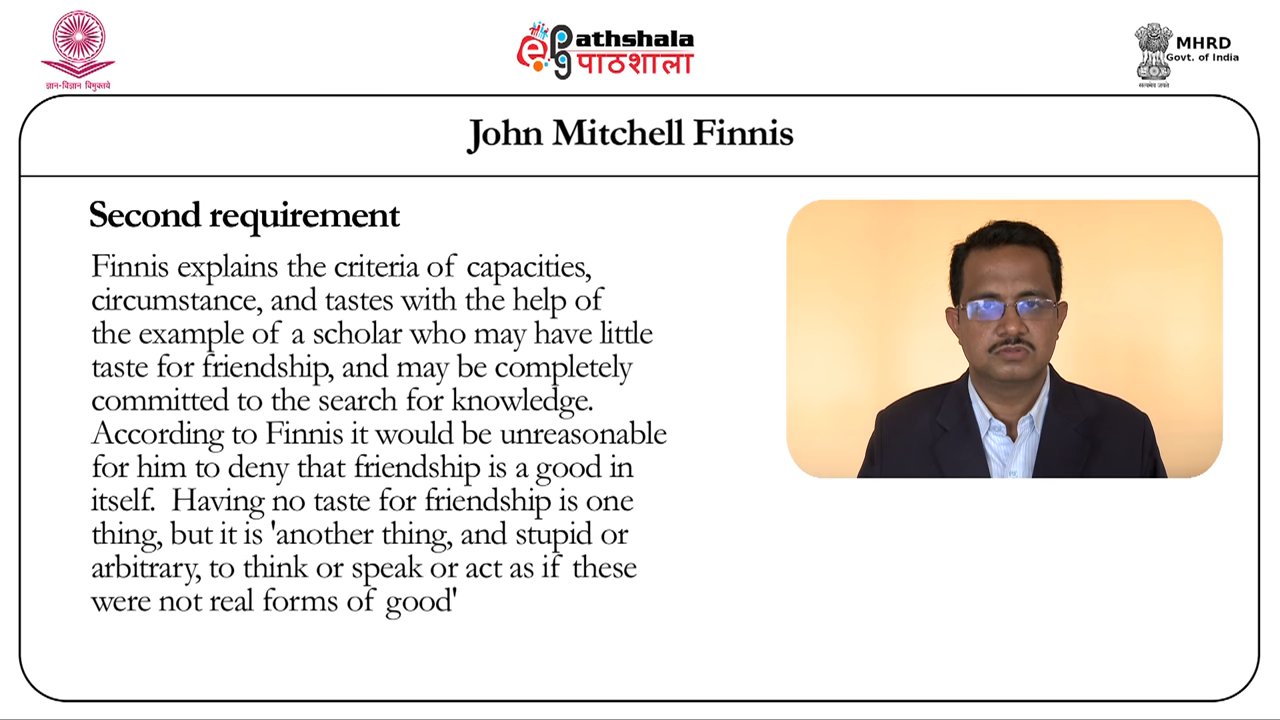 ज्ञान-विज्ञान विमुक्तये
e pg
athshala
पाठशाला
MHRD
Govt. of India
सत्यमेव जयते
John Mitchell Finnis
Second requirement
Finnis explains the criteria of capacities,
circumstance, and tastes with the help of
the example of a scholar who may have little
taste for friendship, and may be completely
committed to the search for knowledge.
According to Finnis it would be unreasonable
for him to deny that friendship is a good in
itself. Having no taste for friendship is one
thing, but it is 'another thing, and stupid or
arbitrary, to think or speak or act as if these
were not real forms of good'